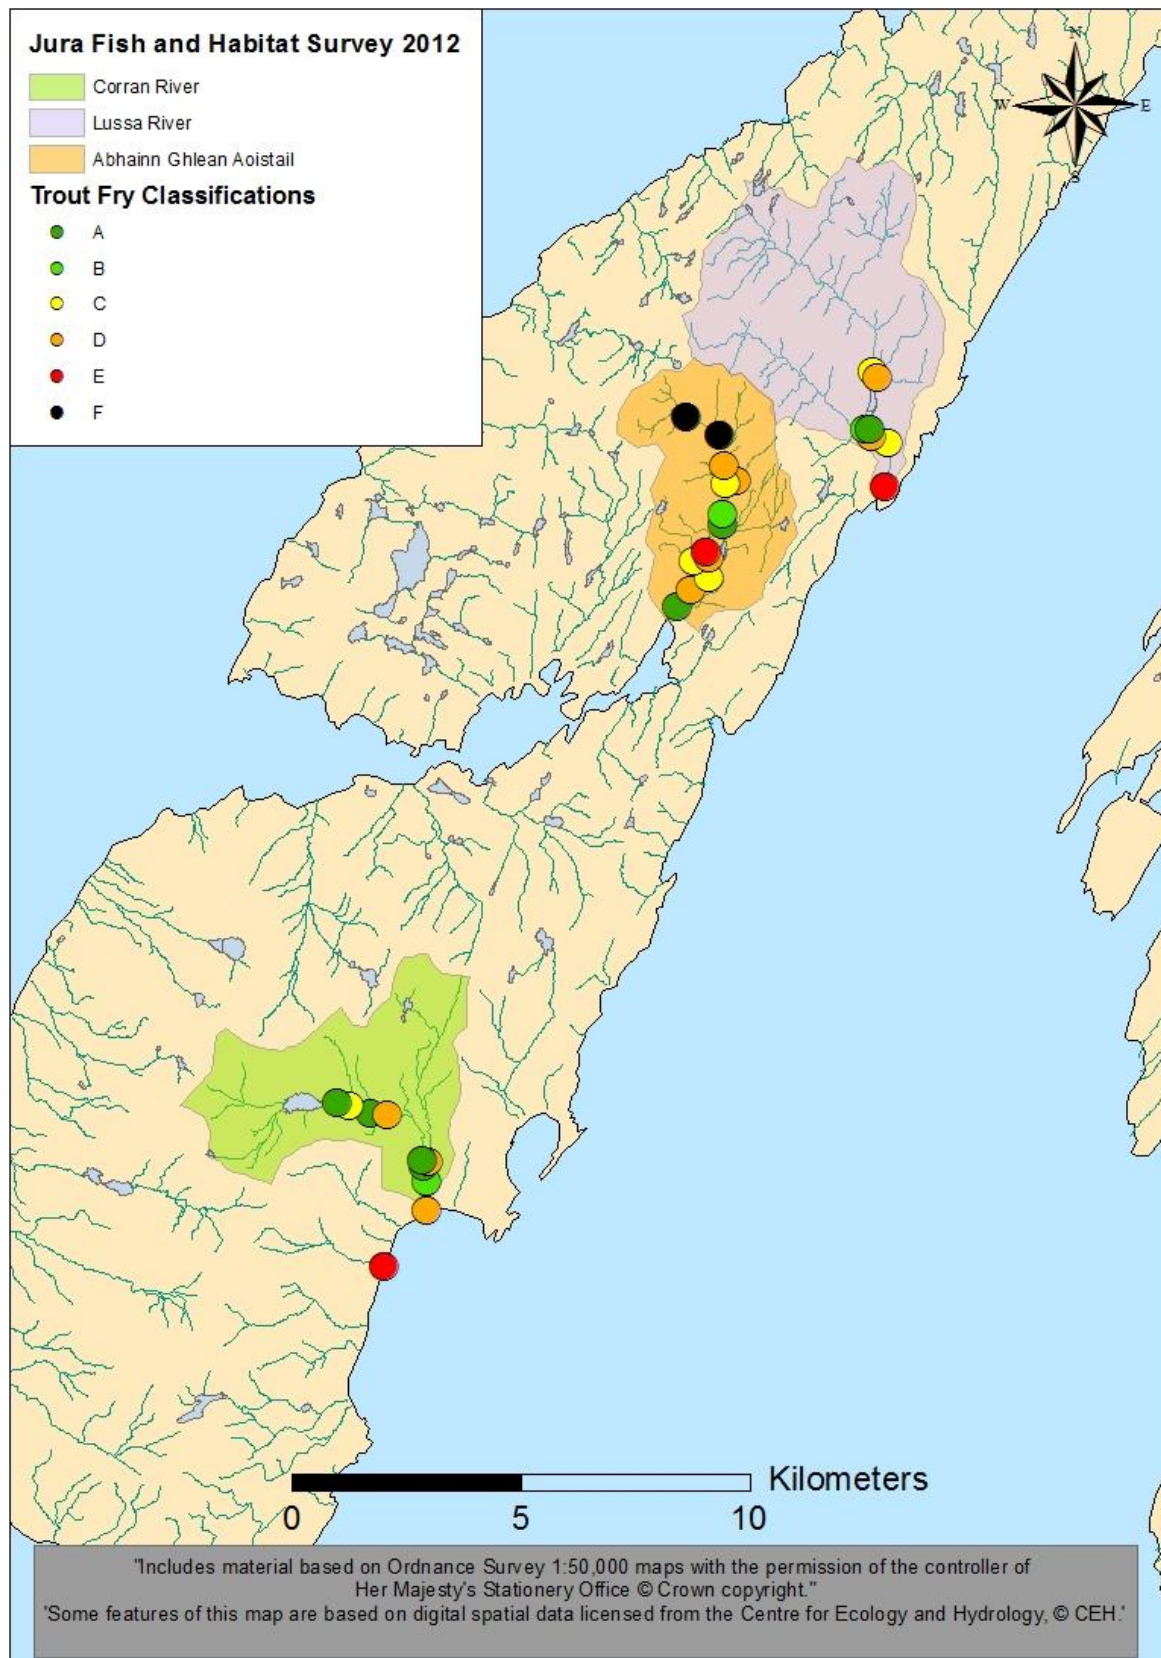 Jura Fish and Habitat Survey 2012
Corran River
Lussa River
Abhainn Ghlean Aoistail
Trout Fry Classifications
A
B
C
D
E
F
N
W
E
S
Kilometers
0 5 10
"Includes material based on Ordnance Survey 1:50,000 maps with the permission of the controller of
Her Majesty's Stationery Office © Crown copyright."
'Some features of this map are based on digital spatial data licensed from the Centre for Ecology and Hydrology, © CEH.'